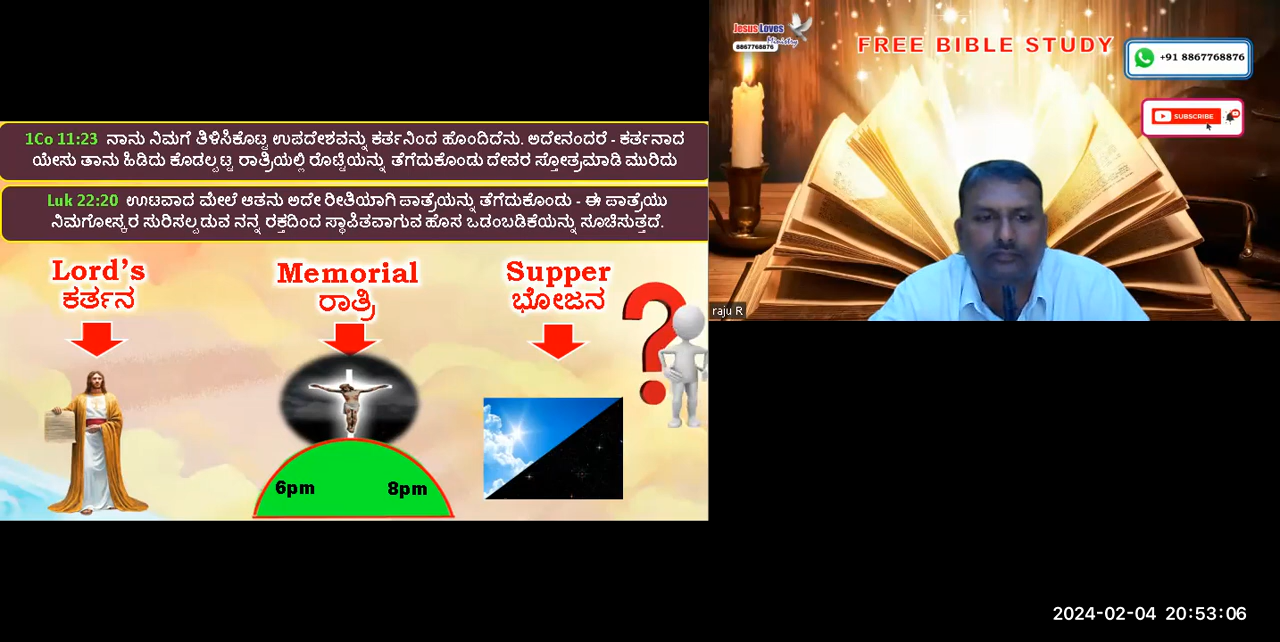 1Co 11:23 ನಾನು ನಿಮಗೆ ತಿಳಿಸಿಕೊಟ್ಟ ಉಪದೇಶವನ್ನು ಕರ್ತನಿಂದ ಹೊಂದಿದೆನು. ಅದೇನಂದರೆ - ಕರ್ತನಾದ
ಯೇಸು ತಾನು ಹಿಡಿದು ಕೊಡಲ್ಪಟ್ಟ ರಾತ್ರಿಯಲ್ಲಿ ರೊಟ್ಟಿಯನ್ನು ತೆಗೆದುಕೊಂಡು ದೇವರ ಸ್ತೋತ್ರಮಾಡಿ ಮುರಿದು
Luk 22:20 ಊಟವಾದ ಮೇಲೆ ಆತನು ಅದೇ ರೀತಿಯಾಗಿ ಪಾತ್ರೆಯನ್ನು ತೆಗೆದುಕೊಂಡು - ಈ ಪಾತ್ರೆಯು
ನಿಮಗೋಸ್ಕರ ಸುರಿಸಲ್ಪಡುವ ನನ್ನ ರಕ್ತದಿಂದ ಸ್ಥಾಪಿತವಾಗುವ ಹೊಸ ಒಡಂಬಡಿಕೆಯನ್ನು ಸೂಚಿಸುತ್ತದೆ.
Lord's
ಕರ್ತನ
Memorial
ರಾತ್ರಿ
Supper
ಭೋಜನ
?
6pm
8pm
Jesus Loves
Ministry
8867768876
FREE BIBLE STUDY
+91 8867768876
SUBSCRIBE
raju R
2024-02-04 20:53:06